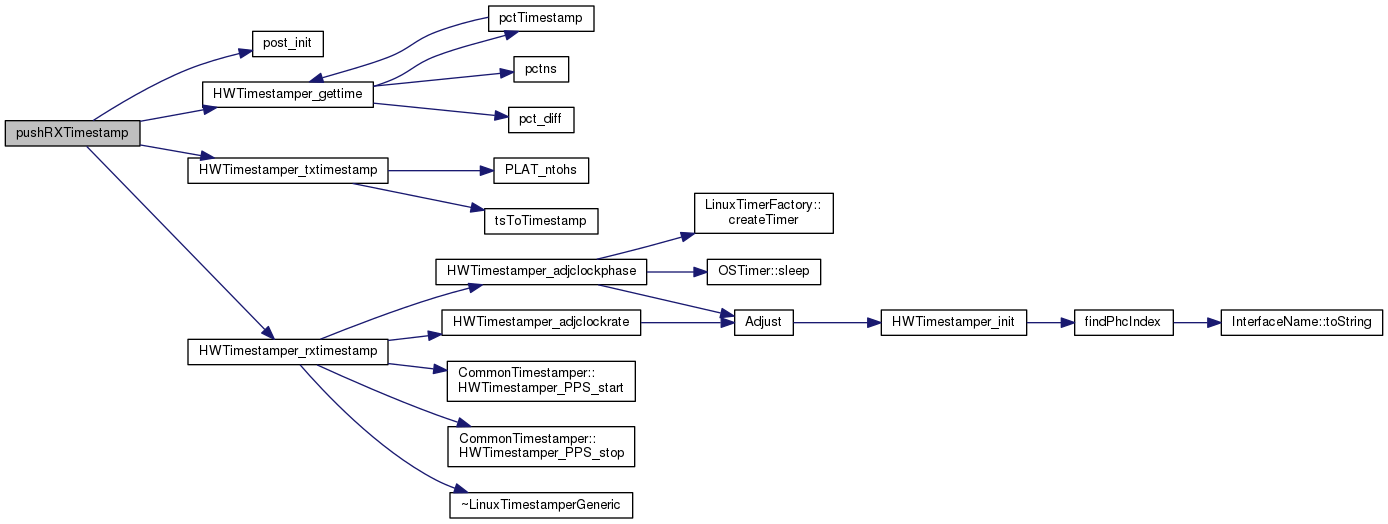 pushRXTimestamp
post_init
HWTimestamper_gettime
pctTimestamp
pctns
pct_diff
HWTimestamper_txtimestamp
PLAT_ntohs
tsToTimestamp
HWTimestamper_rxtimestamp
HWTimestamper_adjclockphase
LinuxTimerFactory::
createTimer
OSTimer::sleep
HWTimestamper_adjclockrate
Adjust
HWTimestamper_init
findPhcIndex
InterfaceName::toString
CommonTimestamper::
HWTimestamper_PPS_start
CommonTimestamper::
HWTimestamper_PPS_stop
~LinuxTimestamperGeneric